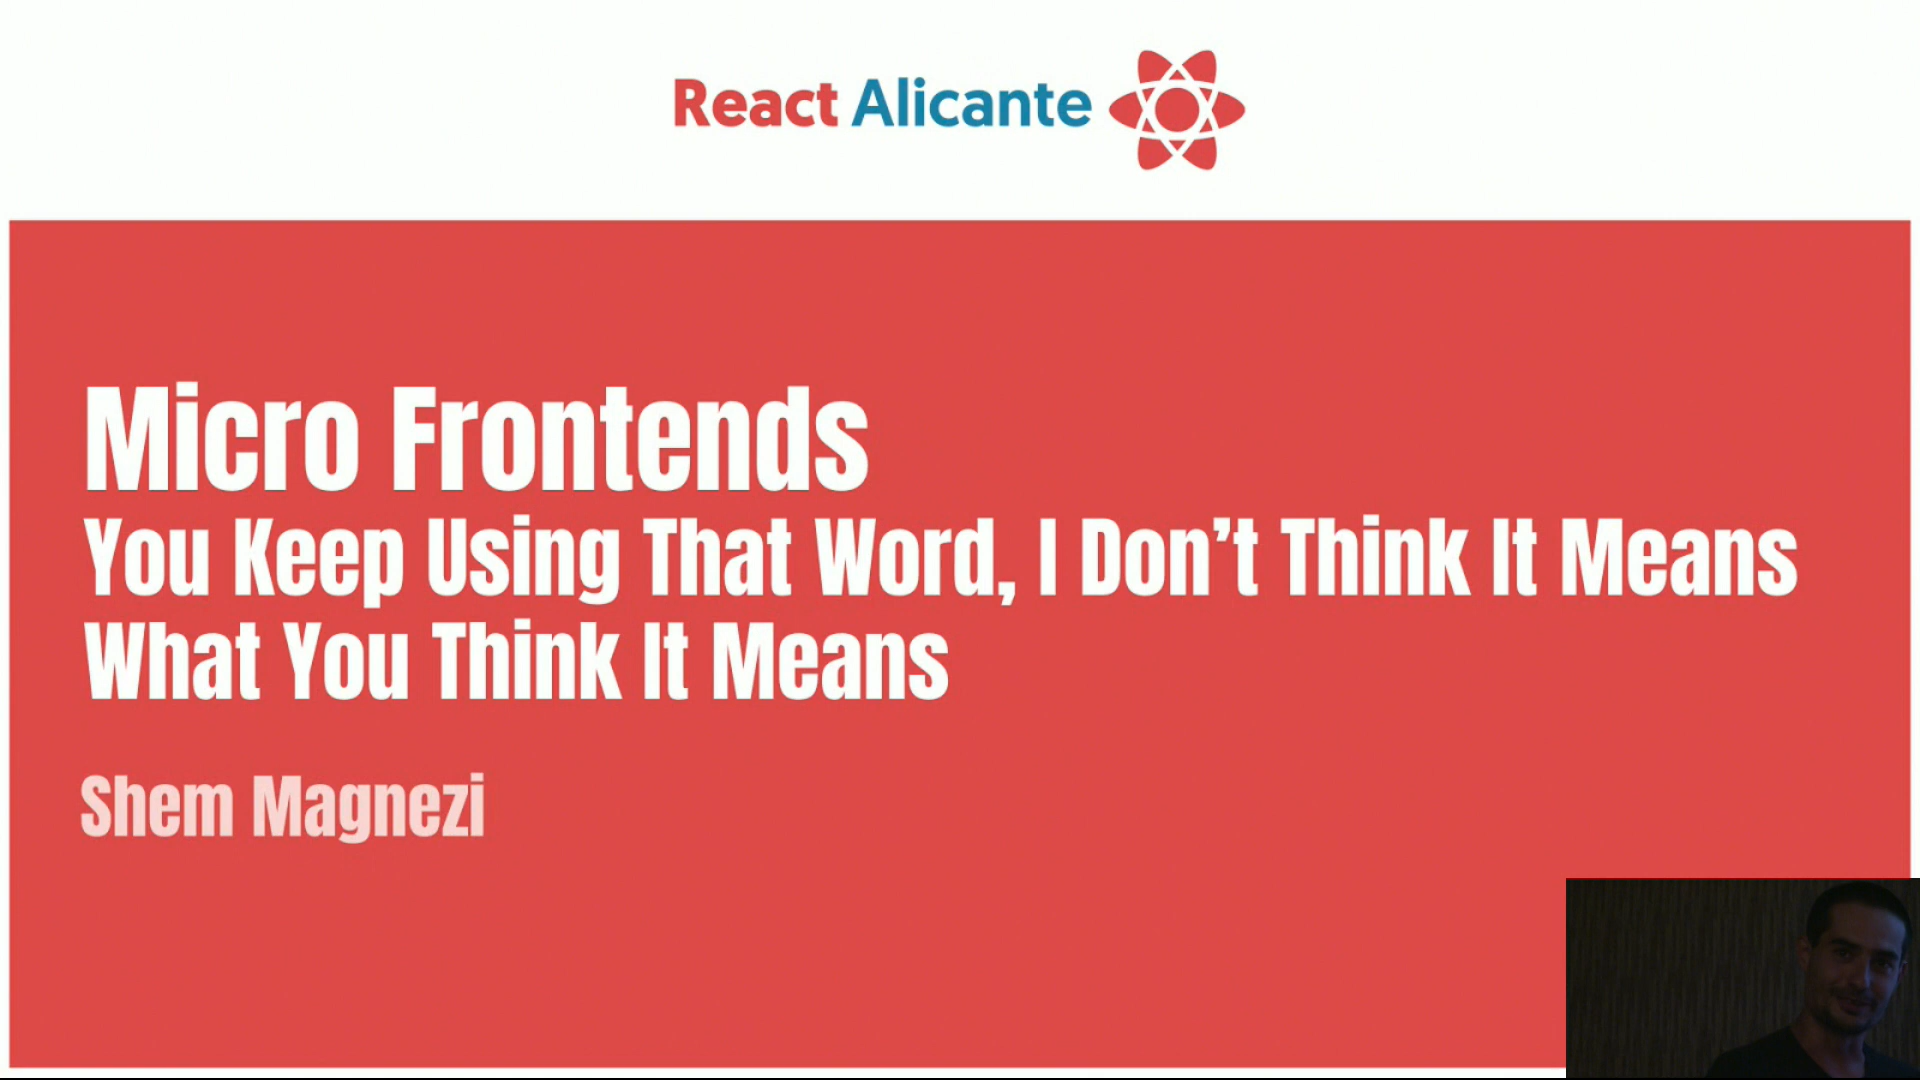 React Alicante
Micro Frontends
You Keep Using That Word, I Don’t Think It Means
What You Think It Means
Shem Magnezi